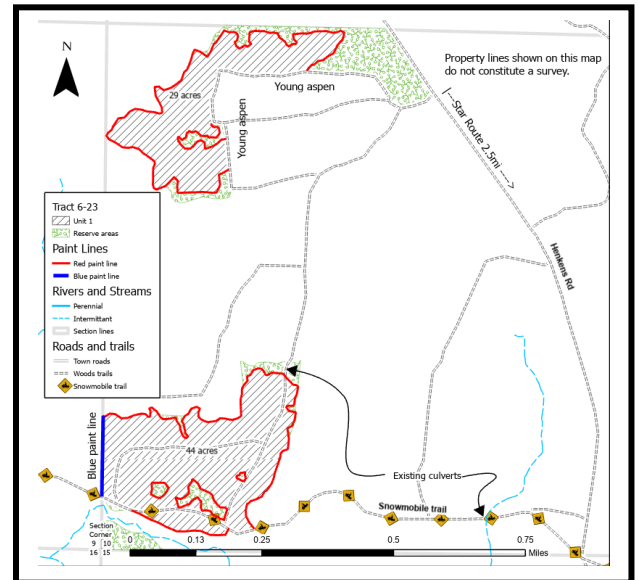 N
Property lines shown on this map
do not constitute a survey.
|---Star Route 2.5mi ---->
29 acres
Young aspen
Young aspen
Henkens Rd
Tract 6-23
Unit 1
Reserve areas
Paint Lines
Red paint line
Blue paint line
Rivers and Streams
Perennial
Intermittant
Section lines
Roads and trails
Town roads
Woods trails
Snowmobile trail
Blue paint line
44 acres
Existing culverts
Snowmobile trail
Section
Corner
9 10
16 15
0 0.13 0.25 0.5 0.75
Miles